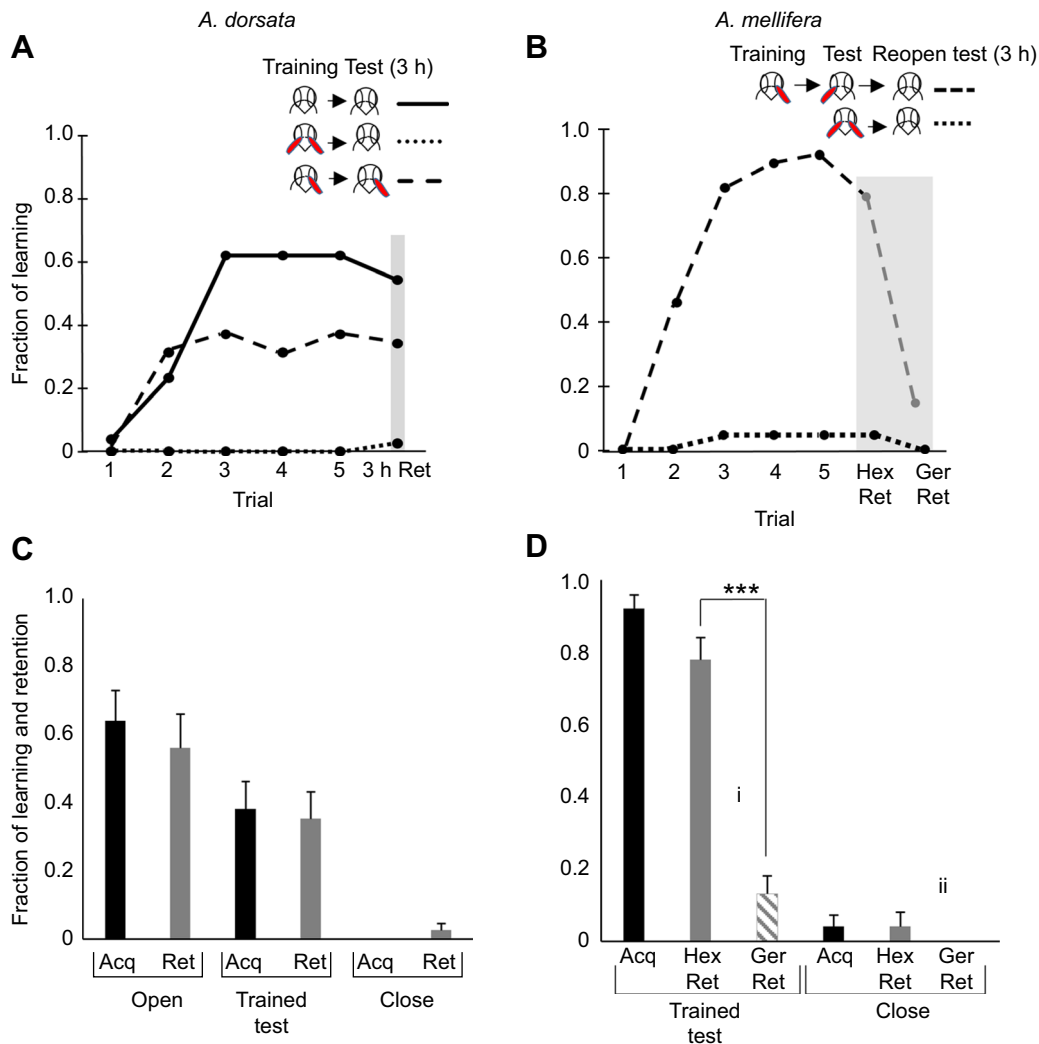 A. dorsata
A
Training Test (3 h)
Fraction of learning
1.0
0.8
0.6
0.4
0.2
0
1 2 3 4 5 3 h Ret
Trial
A. mellifera
B
Training Test Reopen test (3 h)
1.0
0.8
0.6
0.4
0.2
0
1 2 3 4 5 Hex Ger
Ret Ret
Trial
C
Fraction of learning and retention
1.0
0.8
0.6
0.4
0.2
0
Acq Ret Acq Ret Acq Ret
Open Trained Close
test
D
1.0
0.8
0.6
0.4
0.2
0
***
i
ii
Acq Hex Ger Acq Hex Ger
Ret Ret Ret Ret
Trained Close
test